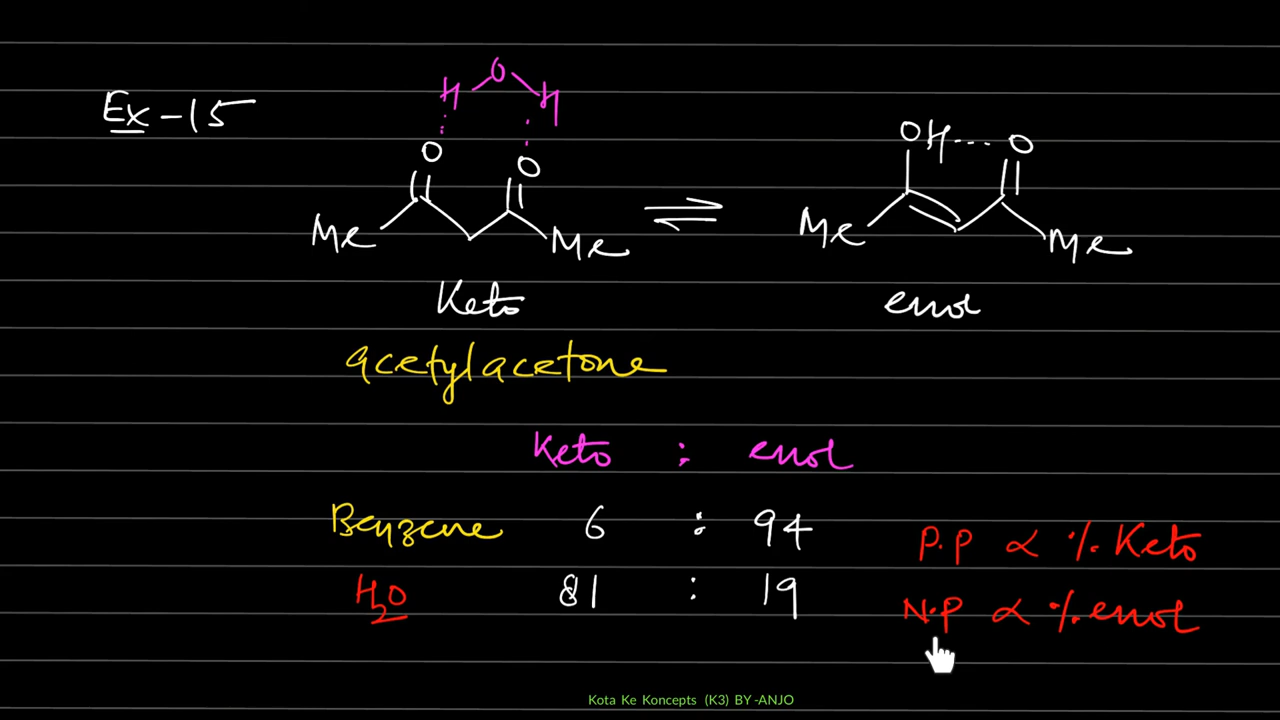 Ex-15
H O H
O O OH O
Me Me Me Me
Keto enol
acetylacetone
Keto : enol
Benzene 6 : 94 P.P ∝ % Keto
H2O 81 : 19 N.P ∝ % enol
Kota Ke Koncepts (K3) BY -ANJO